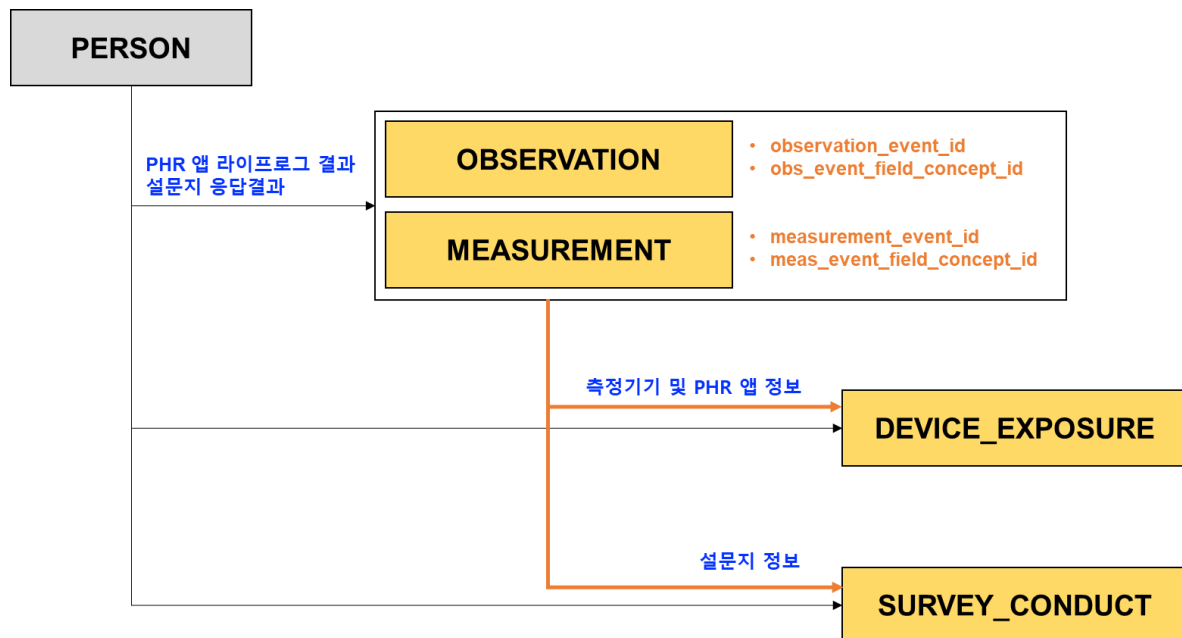 PERSON
PHR 앱 라이프로그 결과
설문지 응답결과
OBSERVATION
• observation_event_id
• obs_event_field_concept_id
MEASUREMENT
• measurement_event_id
• meas_event_field_concept_id
측정기기 및 PHR 앱 정보
DEVICE_EXPOSURE
설문지 정보
SURVEY_CONDUCT